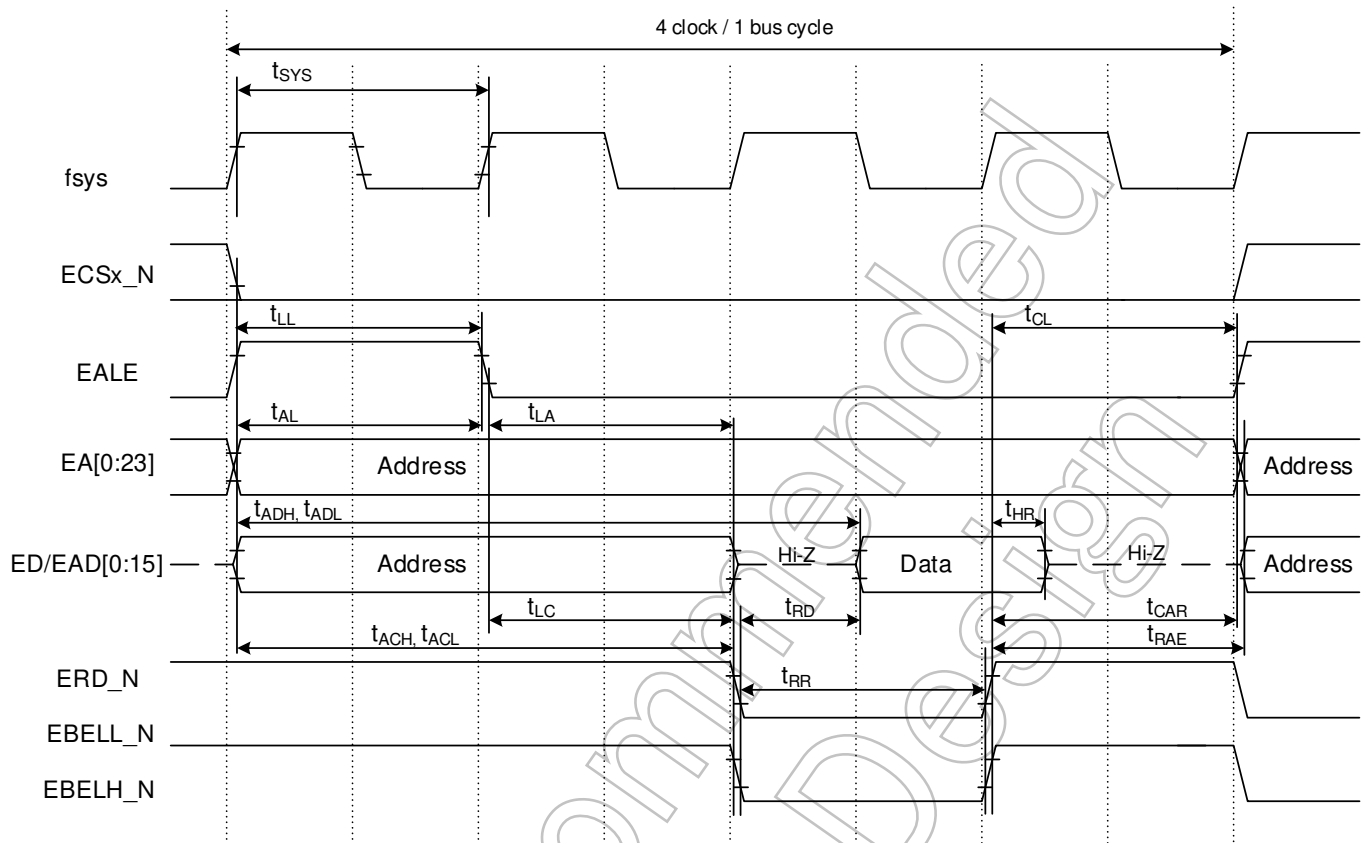 4 clock / 1 bus cycle
tSYS
fsys
ECSx_N
tLL
tCL
EALE
tAL
tLA
EA[0:23]
Address
Address
tADH, tADL
tHR
ED/EAD[0:15]
Address
Hi-Z
Data
Hi-Z
Address
tLC
tRD
tCAR
tACH, tACL
tRAE
ERD_N
tRR
EBELL_N
EBELH_N
ommended
Design